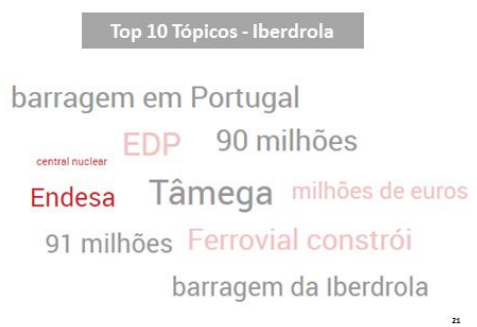 Top 10 Tópicos - Iberdrola
barragem em Portugal
EDP 90 milhões
central nuclear
Endesa Tâmega milhões de euros
91 milhões Ferrovial constrói
barragem da Iberdrola
21